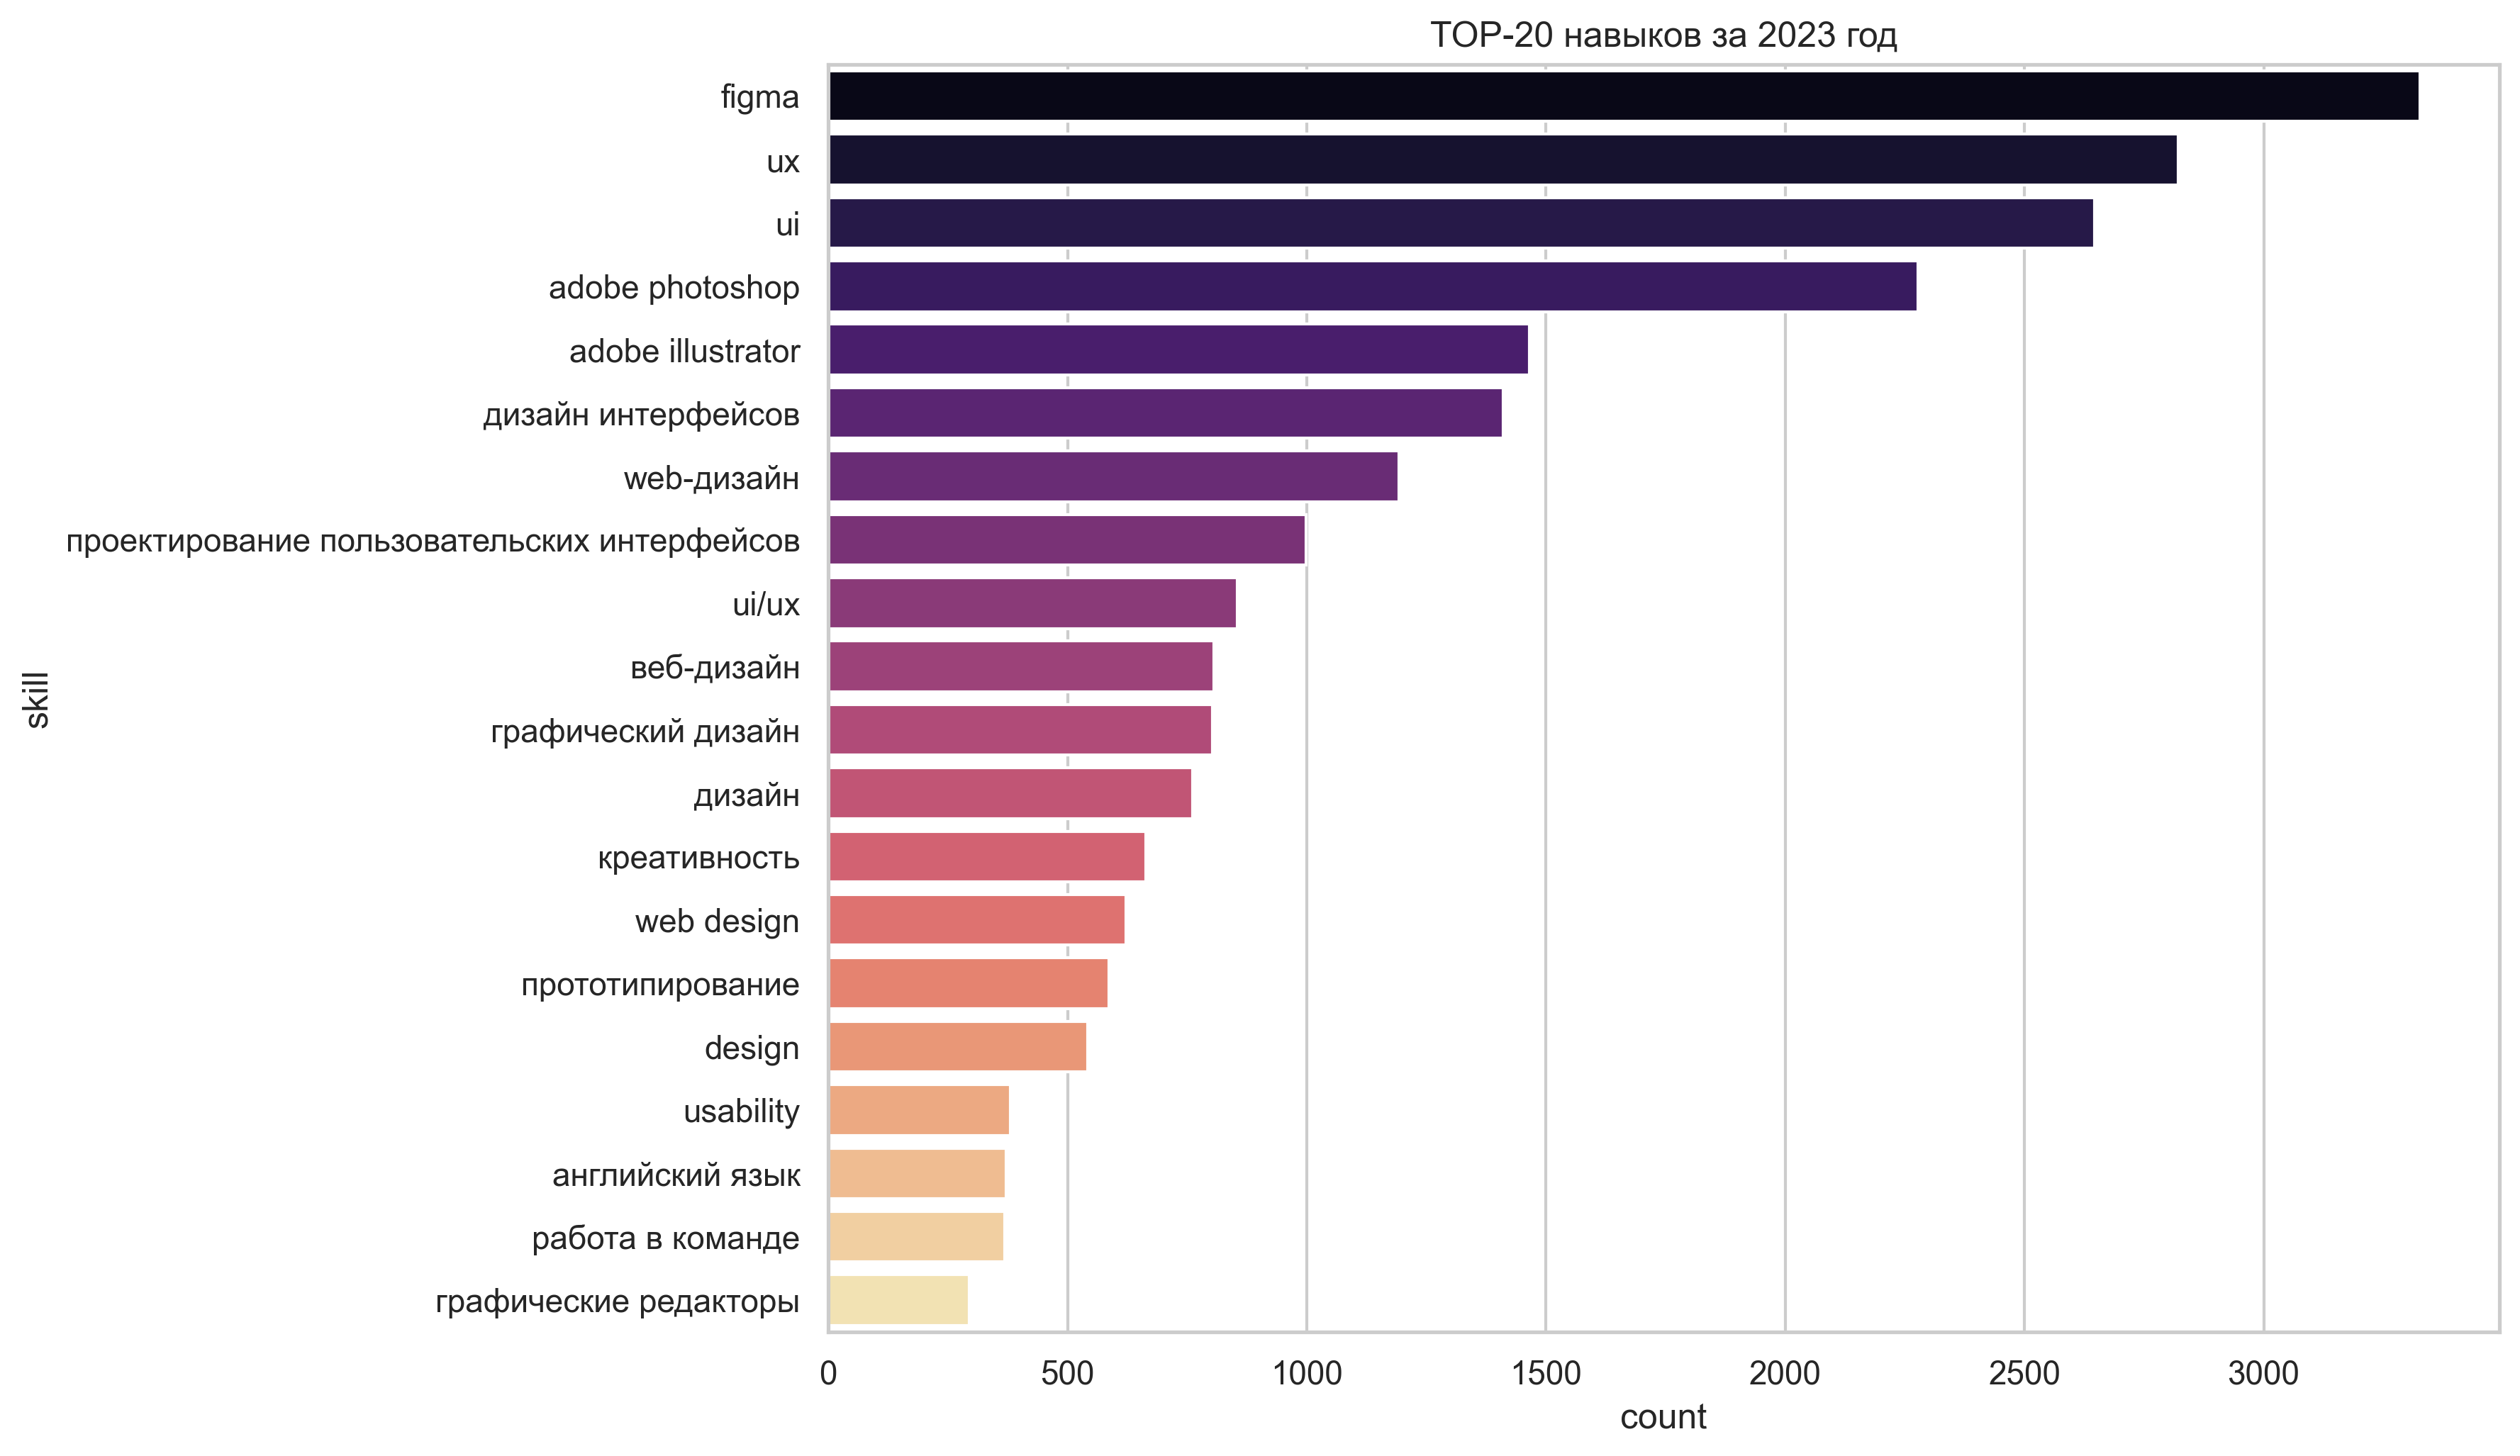 TOP-20 навыков за 2023 год
figma
ux
ui
adobe photoshop
adobe illustrator
дизайн интерфейсов
web-дизайн
проектирование пользовательских интерфейсов
ui/ux
веб-дизайн
графический дизайн
дизайн
креативность
web design
прототипирование
design
usability
английский язык
работа в команде
графические редакторы
skill
0 500 1000 1500 2000 2500 3000
count